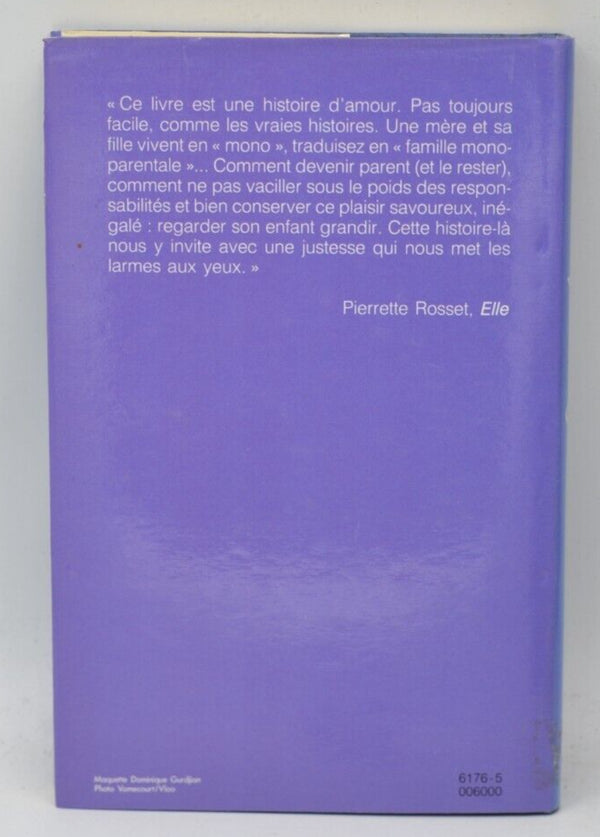 « Ce livre est une histoire d'amour. Pas toujours
facile, comme les vraies histoires. Une mère et sa
fille vivent en « mono », traduisez en « famille mono-
parentale »... Comment devenir parent (et le rester),
comment ne pas vaciller sous le poids des respon-
sabilités et bien conserver ce plaisir savoureux, iné-
galé : regarder son enfant grandir. Cette histoire-là
nous y invite avec une justesse qui nous met les
larmes aux yeux. »
Pierrette Rosset, Elle
Maquette Dominique Gurdjian
Photo Varrecourt/Vloo
6176-5
006000